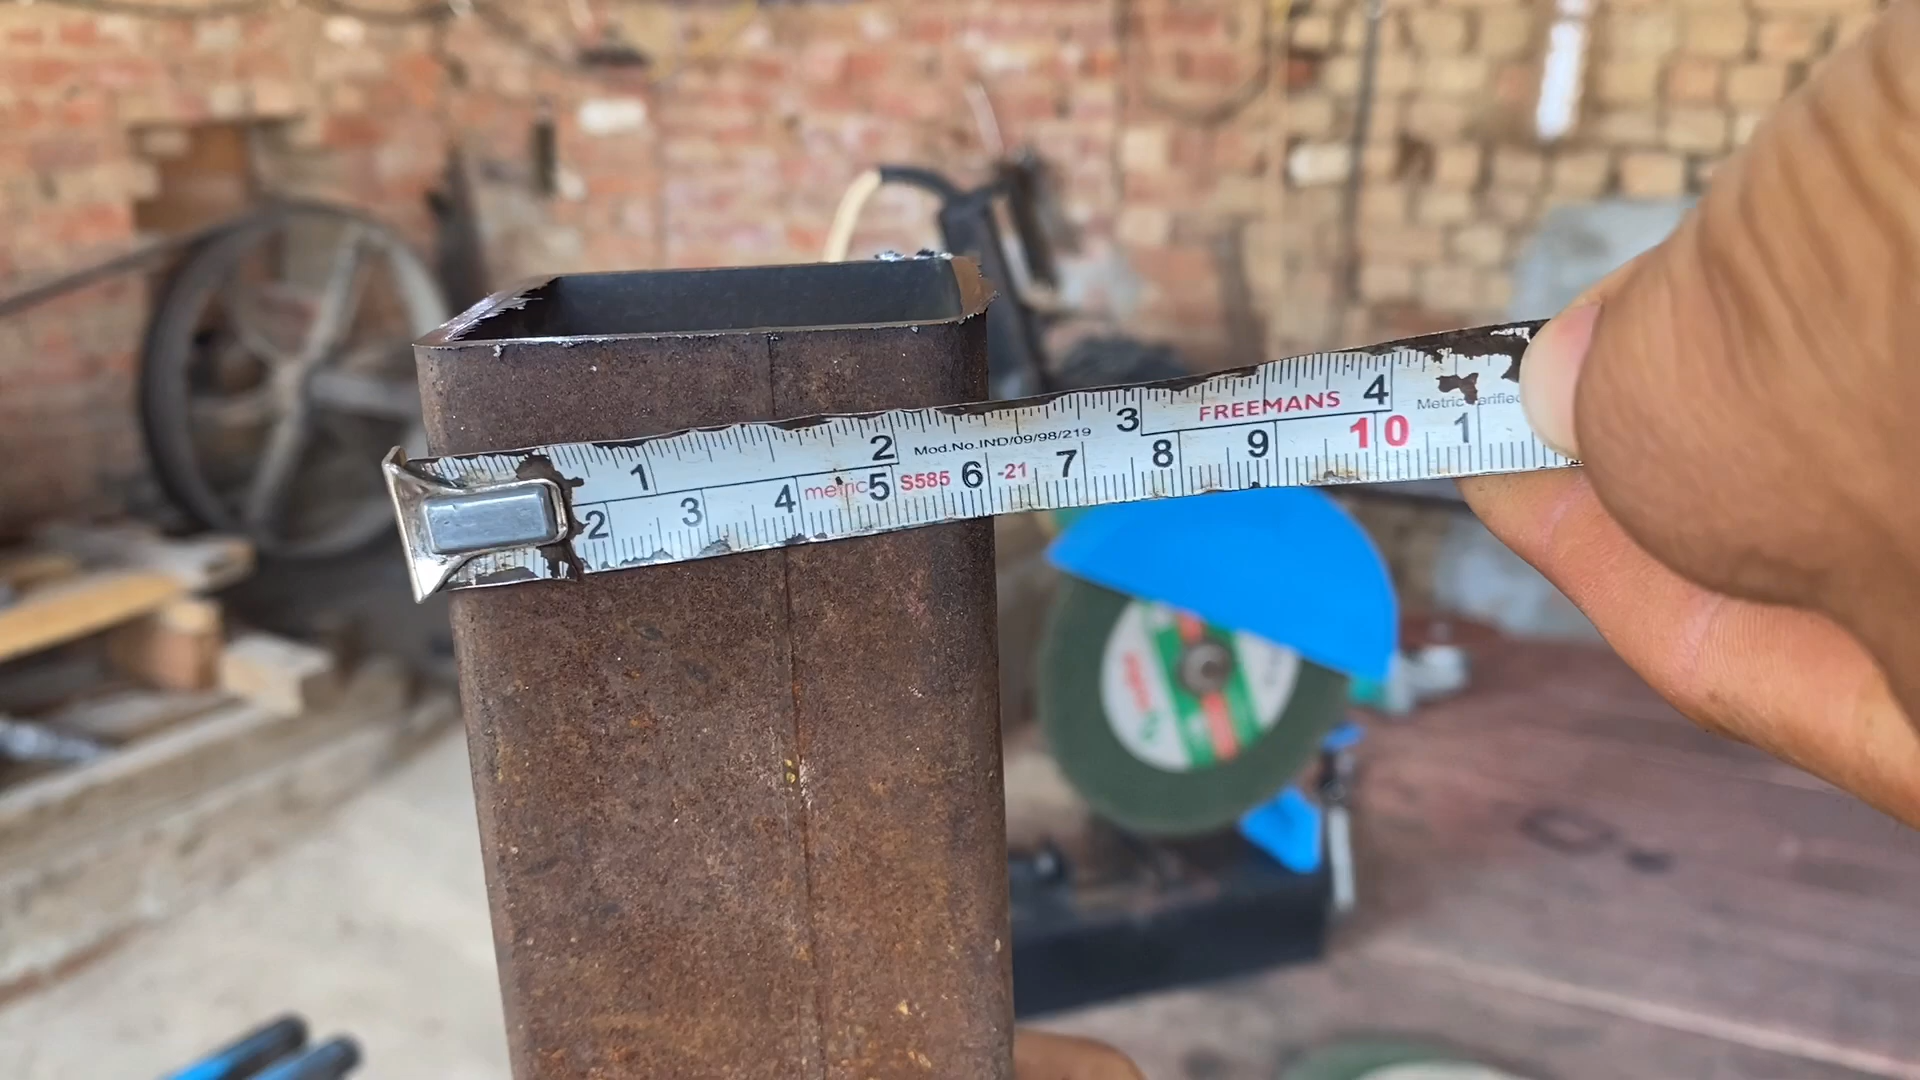 1 2 3 FREEMANS 4 Metric
Mod.No.IND/09/98/219
2 3 4 metric 5 S585 6 -21 7 8 9 10 1